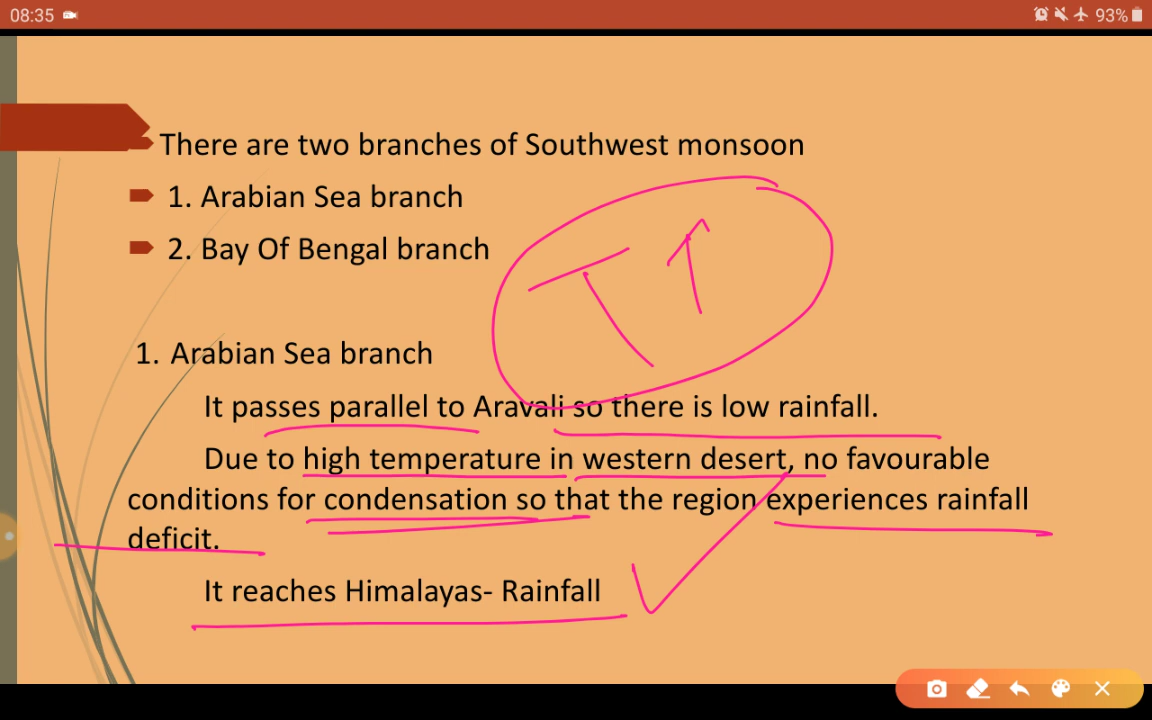 08:35
93%
There are two branches of Southwest monsoon
1. Arabian Sea branch
2. Bay Of Bengal branch
T↑
1. Arabian Sea branch
It passes parallel to Aravali so there is low rainfall.
Due to high temperature in western desert, no favourable
conditions for condensation so that the region experiences rainfall
deficit.
It reaches Himalayas- Rainfall